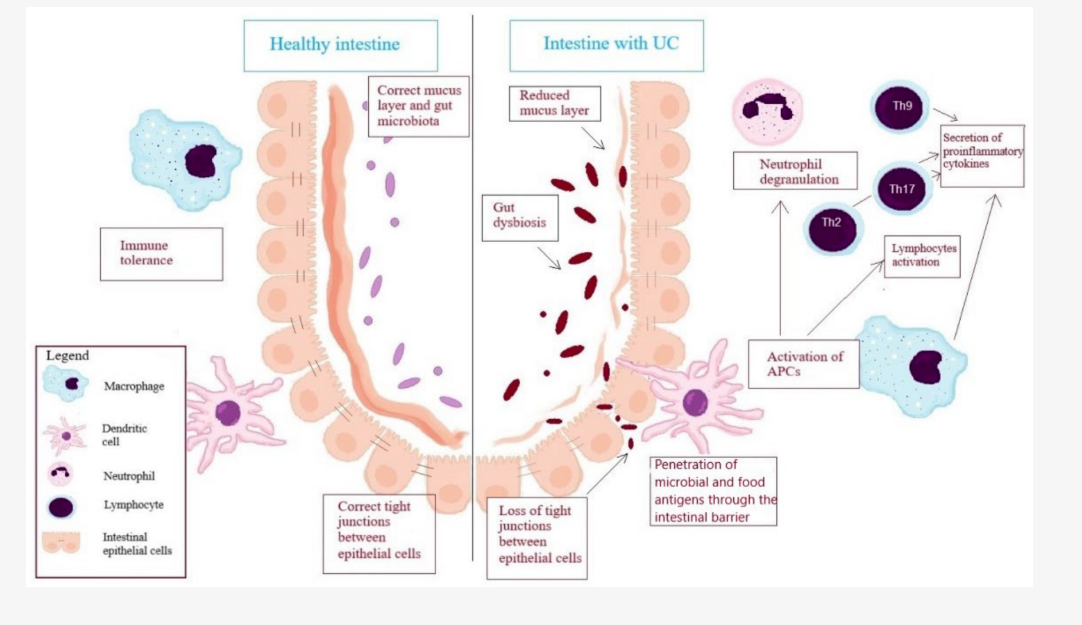 Healthy intestine
Intestine with UC
Correct mucus
layer and gut
microbiota
Reduced
mucus layer
Gut
dysbiosis
Immune
tolerance
Neutrophil
degranulation
Th9
Th17
Th2
Secretion of
proinflammatory
cytokines
Lymphocytes
activation
Activation of
APCs
Legend
Macrophage
Dendritic
cell
Neutrophil
Lymphocyte
Intestinal
epithelial cells
Correct tight
junctions
between
epithelial cells
Loss of tight
junctions
between
epithelial cells
Penetration of
microbial and food
antigens through the
intestinal barrier